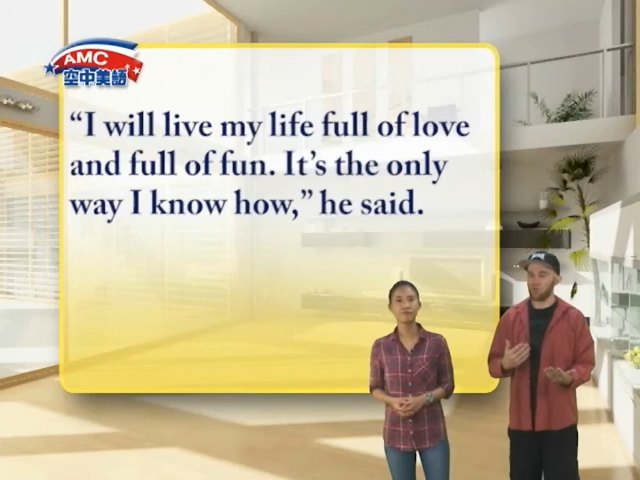 AMC
空中美語
“I will live my life full of love
and full of fun. It’s the only
way I know how,” he said.